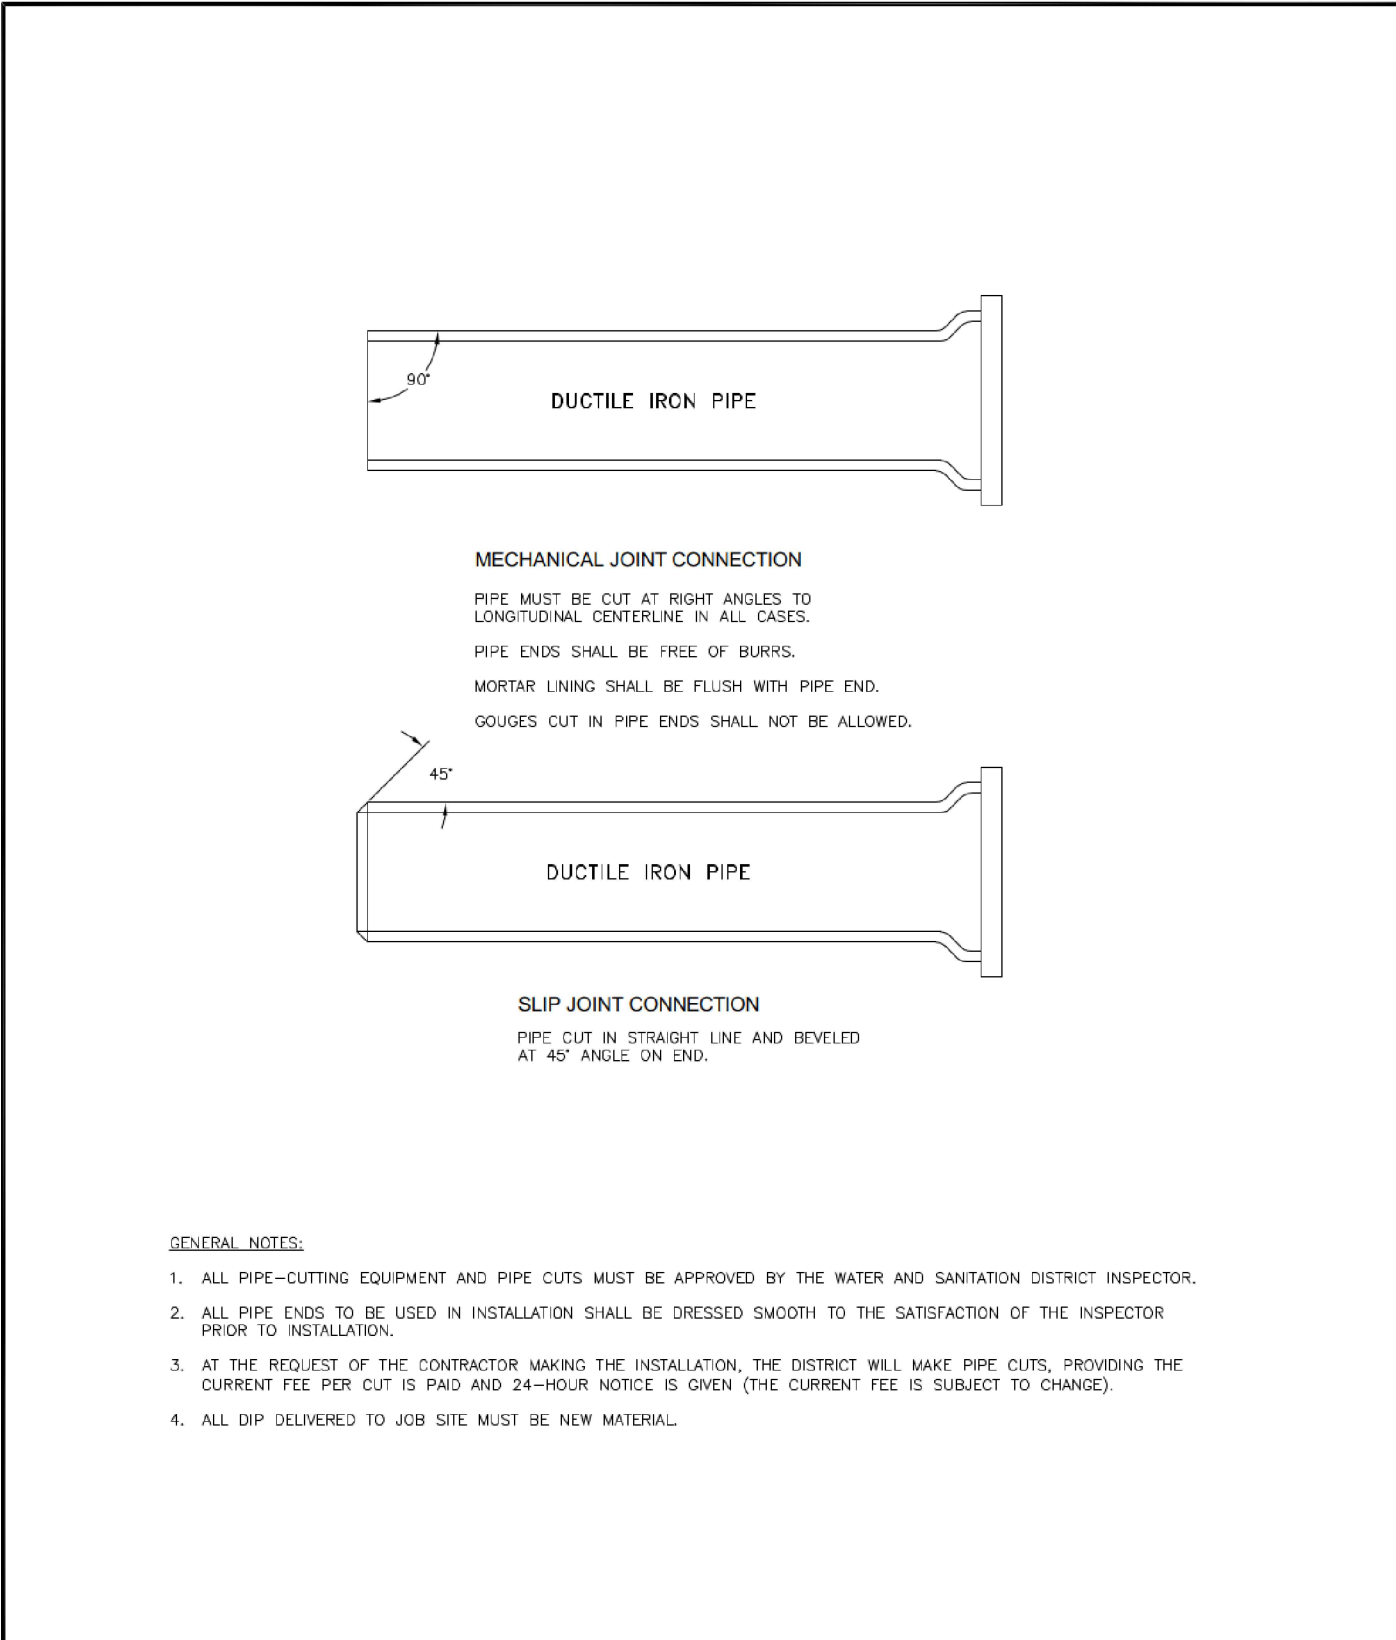 90°
DUCTILE IRON PIPE
MECHANICAL JOINT CONNECTION
PIPE MUST BE CUT AT RIGHT ANGLES TO
LONGITUDINAL CENTERLINE IN ALL CASES.
PIPE ENDS SHALL BE FREE OF BURRS.
MORTAR LINING SHALL BE FLUSH WITH PIPE END.
GOUGES CUT IN PIPE ENDS SHALL NOT BE ALLOWED.
45°
DUCTILE IRON PIPE
SLIP JOINT CONNECTION
PIPE CUT IN STRAIGHT LINE AND BEVELED
AT 45° ANGLE ON END.
GENERAL NOTES:
1. ALL PIPE-CUTTING EQUIPMENT AND PIPE CUTS MUST BE APPROVED BY THE WATER AND SANITATION DISTRICT INSPECTOR.
2. ALL PIPE ENDS TO BE USED IN INSTALLATION SHALL BE DRESSED SMOOTH TO THE SATISFACTION OF THE INSPECTOR
PRIOR TO INSTALLATION.
3. AT THE REQUEST OF THE CONTRACTOR MAKING THE INSTALLATION, THE DISTRICT WILL MAKE PIPE CUTS, PROVIDING THE
CURRENT FEE PER CUT IS PAID AND 24-HOUR NOTICE IS GIVEN (THE CURRENT FEE IS SUBJECT TO CHANGE).
4. ALL DIP DELIVERED TO JOB SITE MUST BE NEW MATERIAL.